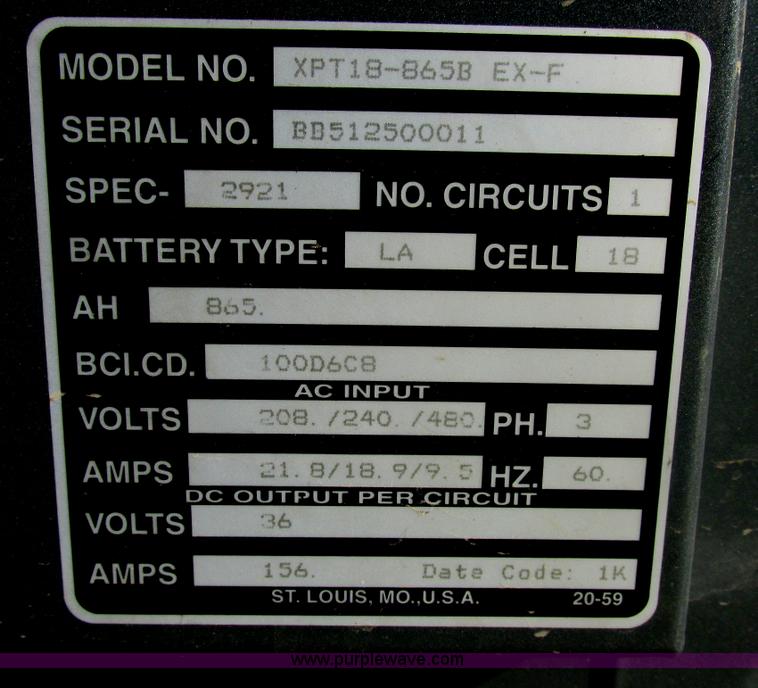 MODEL NO. XPT18-865B EX-F
SERIAL NO. BB512500011
SPEC- 2921 NO. CIRCUITS 1
BATTERY TYPE: LA CELL 18
AH 865.
BCI.CD. 100D6C8
AC INPUT
VOLTS 208. /240. /480. PH. 3
AMPS 21. 8/18. 9/9. 5 HZ. 60.
DC OUTPUT PER CIRCUIT
VOLTS 36
AMPS 156. Date Code: 1K
ST. LOUIS, MO.,U.S.A. 20-59
www.purplewave.com